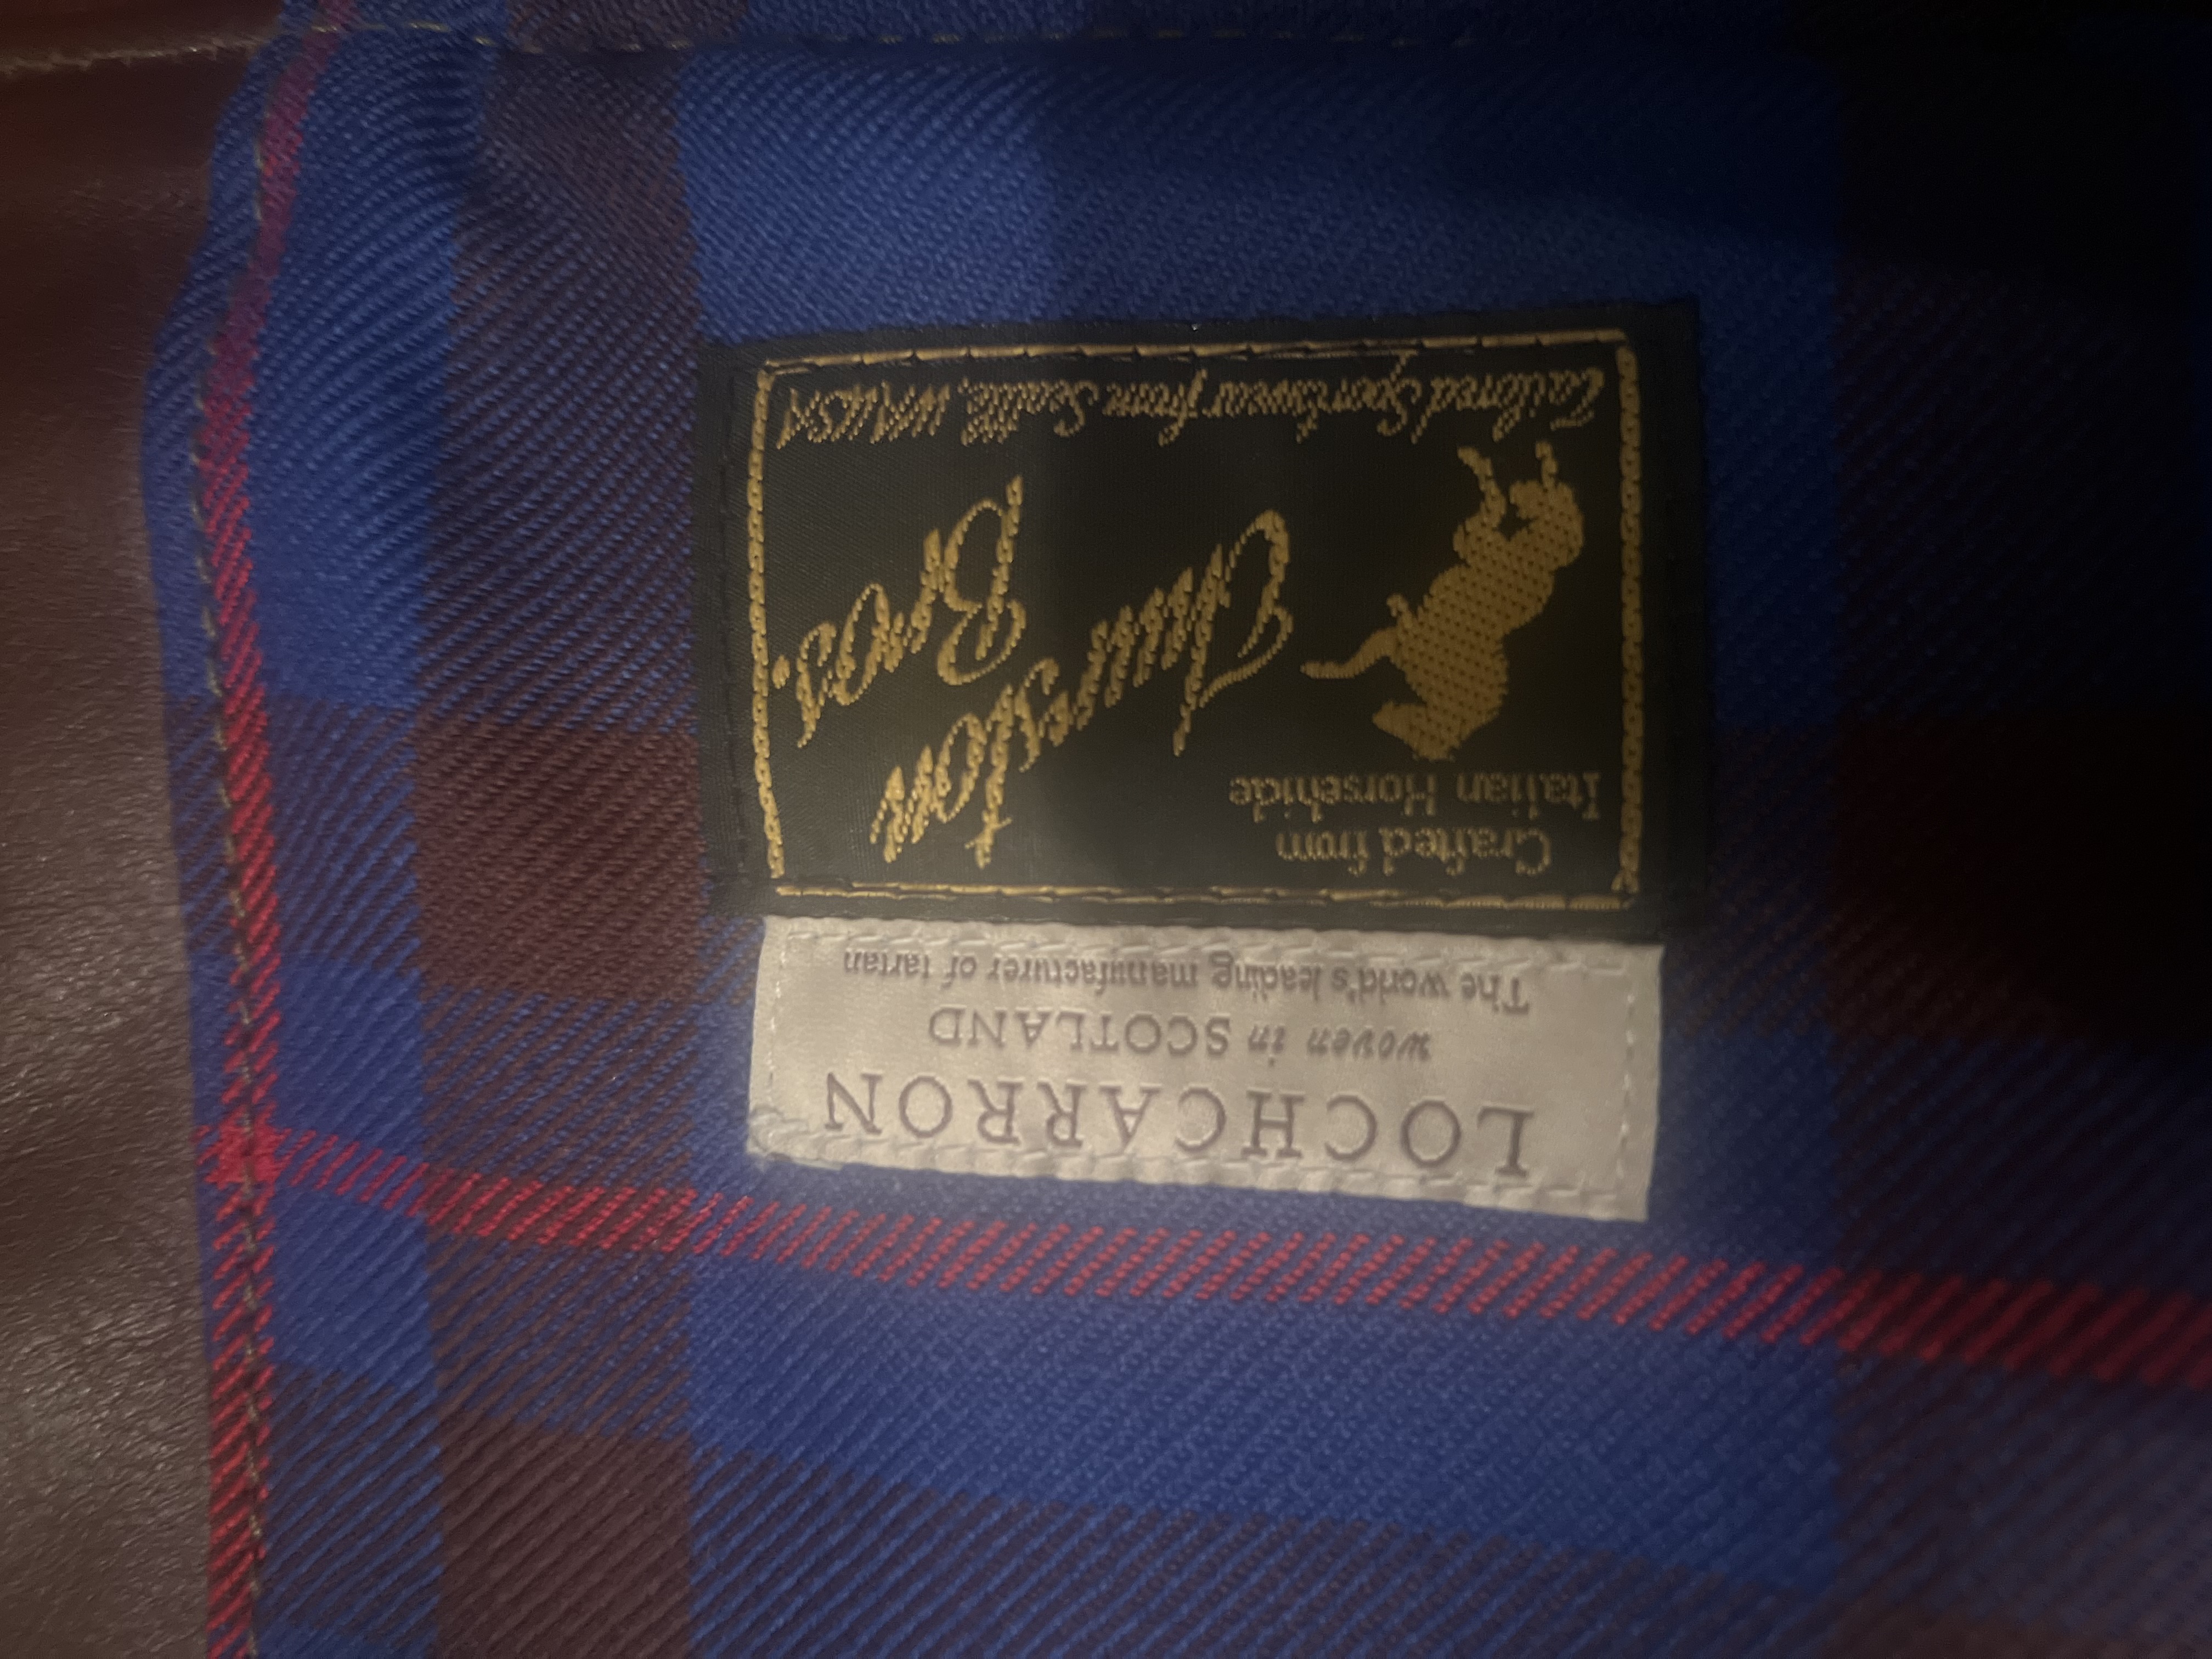 LOCHCARRON
woven in SCOTLAND
The world's leading manufacturer of tartan
Crafted from
Italian Horsehide
Thurston
Bros.
Tailored Sportswear from Seattle, WA, USA